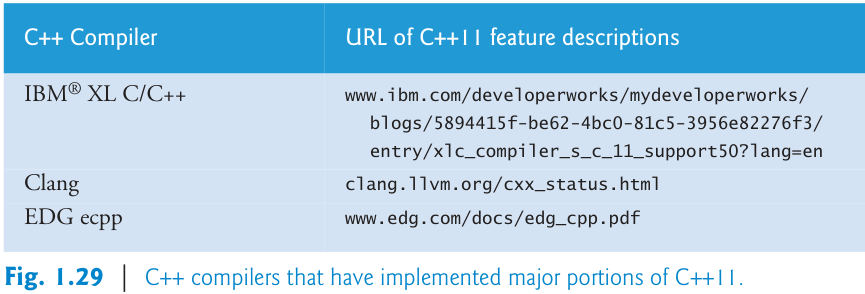 C++ Compiler URL of C++11 feature descriptions
IBM® XL C/C++ www.ibm.com/developerworks/mydeveloperworks/
blogs/5894415f-be62-4bc0-81c5-3956e82276f3/
entry/xlc_compiler_s_c_11_support50?lang=en
Clang clang.llvm.org/cxx_status.html
EDG ecpp www.edg.com/docs/edg_cpp.pdf
Fig. 1.29 | C++ compilers that have implemented major portions of C++11.